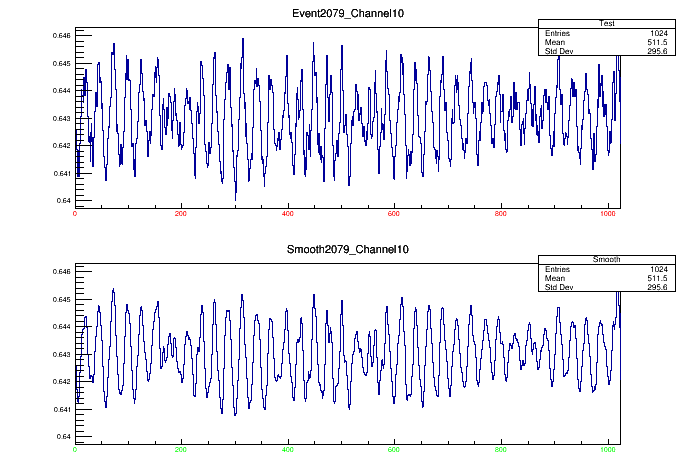 Event2079_Channel10
Test
Entries 1024
Mean 511.5
Std Dev 295.6
0.646
0.645
0.644
0.643
0.642
0.641
0.64
0 200 400 600 800 1000
Smooth2079_Channel10
Smooth
Entries 1024
Mean 511.5
Std Dev 295.6
0.646
0.645
0.644
0.643
0.642
0.641
0.64
0 200 400 600 800 1000